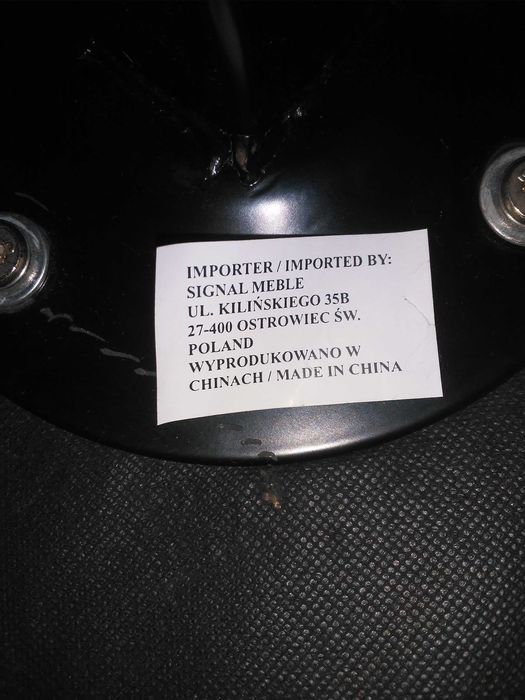 IMPORTER / IMPORTED BY:
SIGNAL MEBLE
UL. KILIŃSKIEGO 35B
27-400 OSTROWIEC ŚW.
POLAND
WYPRODUKOWANO W
CHINACH / MADE IN CHINA